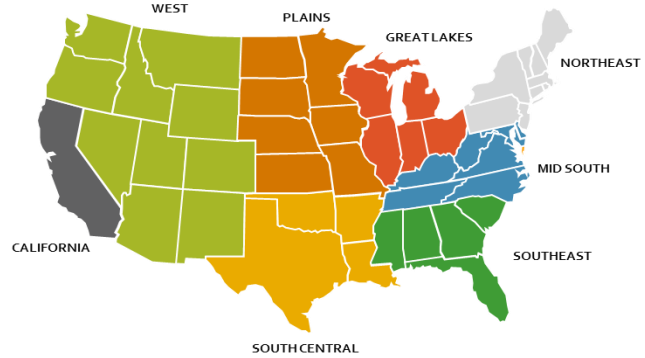 WEST
PLAINS
GREAT LAKES
NORTHEAST
MID SOUTH
CALIFORNIA
SOUTHEAST
SOUTH CENTRAL